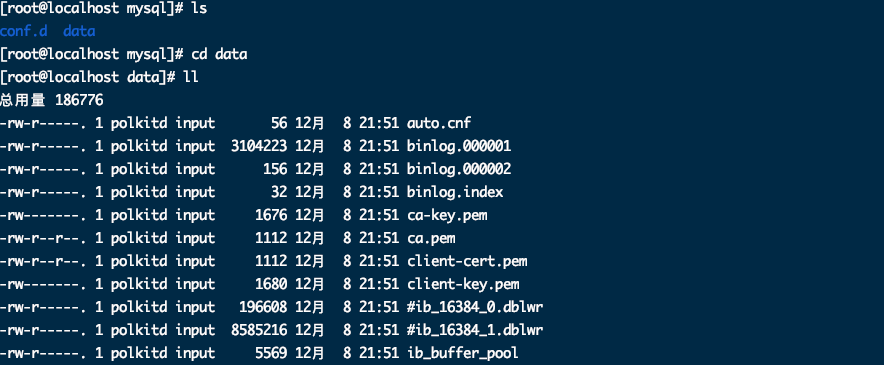 [root@localhost mysql]# ls
conf.d  data
[root@localhost mysql]# cd data
[root@localhost data]# ll
总用量 186776
-rw-r-----. 1 polkitd input      56 12月  8 21:51 auto.cnf
-rw-r-----. 1 polkitd input 3104223 12月  8 21:51 binlog.000001
-rw-r-----. 1 polkitd input     156 12月  8 21:51 binlog.000002
-rw-r-----. 1 polkitd input      32 12月  8 21:51 binlog.index
-rw-------. 1 polkitd input    1676 12月  8 21:51 ca-key.pem
-rw-r--r--. 1 polkitd input    1112 12月  8 21:51 ca.pem
-rw-r--r--. 1 polkitd input    1112 12月  8 21:51 client-cert.pem
-rw-------. 1 polkitd input    1680 12月  8 21:51 client-key.pem
-rw-r-----. 1 polkitd input  196608 12月  8 21:51 #ib_16384_0.dblwr
-rw-r-----. 1 polkitd input 8585216 12月  8 21:51 #ib_16384_1.dblwr
-rw-r-----. 1 polkitd input    5569 12月  8 21:51 ib_buffer_pool